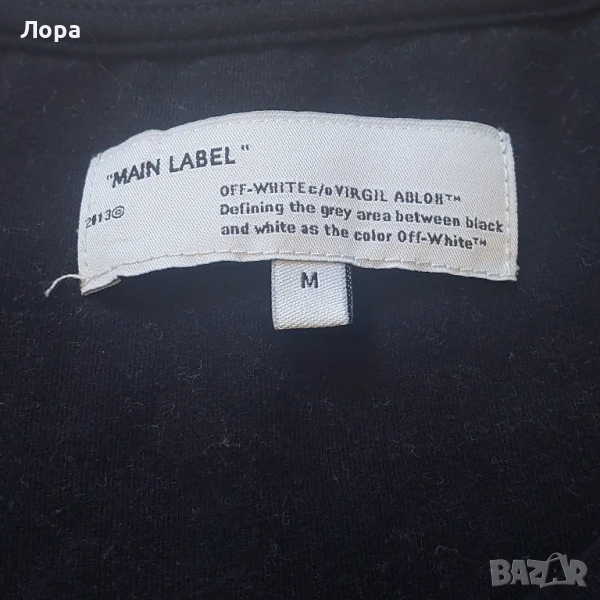 Лора
"MAIN LABEL"
2013©
OFF-WHITE c/o VIRGIL ABLOH™
Defining the grey area between black
and white as the color Off-White™
M
BAZAR